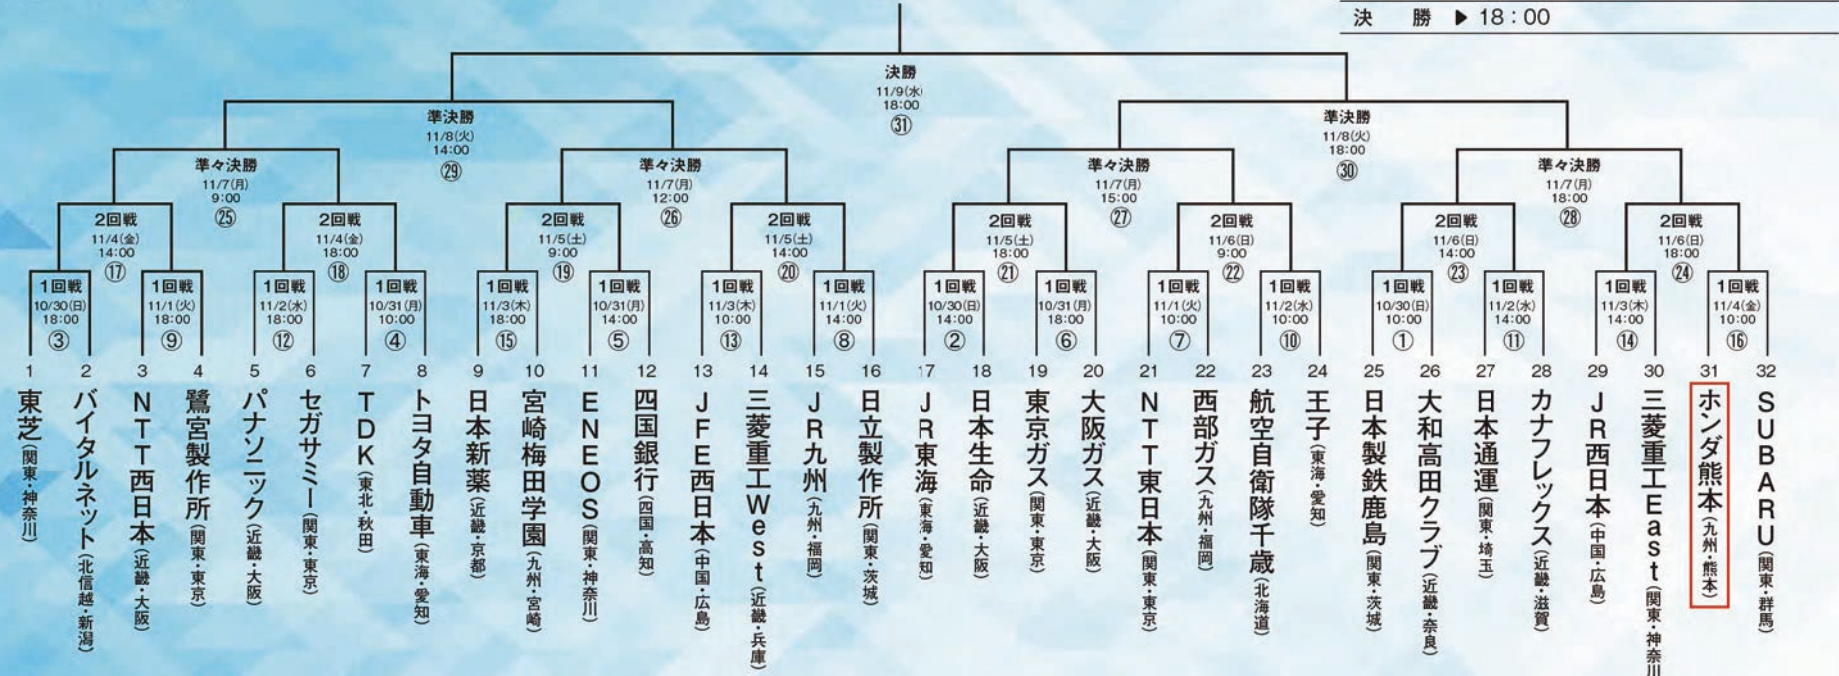 決　勝 ▶ 18：00
決勝
11/9(水)
18:00
㉛
準決勝
11/8(火)
14:00
㉙
準決勝
11/8(火)
18:00
㉚
準々決勝
11/7(月)
9:00
㉕
準々決勝
11/7(月)
12:00
㉖
準々決勝
11/7(月)
15:00
㉗
準々決勝
11/7(月)
18:00
㉘
2回戦
11/4(金)
14:00
⑰
2回戦
11/4(金)
18:00
⑱
2回戦
11/5(土)
9:00
⑲
2回戦
11/5(土)
14:00
⑳
2回戦
11/5(土)
18:00
㉑
2回戦
11/6(日)
9:00
㉒
2回戦
11/6(日)
14:00
㉓
2回戦
11/6(日)
18:00
㉔
1回戦
10/30(日)
18:00
③
1回戦
11/1(火)
18:00
⑨
1回戦
11/2(水)
18:00
⑫
1回戦
10/31(月)
10:00
④
1回戦
11/3(木)
18:00
⑮
1回戦
10/31(月)
14:00
⑤
1回戦
11/3(木)
10:00
⑬
1回戦
11/1(火)
14:00
⑧
1回戦
10/30(日)
14:00
②
1回戦
10/31(月)
18:00
⑥
1回戦
11/1(火)
10:00
⑦
1回戦
11/2(水)
10:00
⑩
1回戦
10/30(日)
10:00
①
1回戦
11/2(水)
14:00
⑪
1回戦
11/3(木)
14:00
⑭
1回戦
11/4(金)
10:00
⑯
1 東芝(関東・神奈川)
2 バイタルネット(北信越・新潟)
3 NTT西日本(近畿・大阪)
4 鷺宮製作所(関東・東京)
5 パナソニック(近畿・大阪)
6 セガサミー(関東・東京)
7 TDK(東北・秋田)
8 トヨタ自動車(東海・愛知)
9 日本新薬(近畿・京都)
10 宮崎梅田学園(九州・宮崎)
11 ENEOS(関東・神奈川)
12 四国銀行(四国・高知)
13 JFE西日本(中国・広島)
14 三菱重工West(近畿・兵庫)
15 JR九州(九州・福岡)
16 日立製作所(関東・茨城)
17 JR東海(東海・愛知)
18 日本生命(近畿・大阪)
19 東京ガス(関東・東京)
20 大阪ガス(近畿・大阪)
21 NTT東日本(関東・東京)
22 西部ガス(九州・福岡)
23 航空自衛隊千歳(北海道)
24 王子(東海・愛知)
25 日本製鉄鹿島(関東・茨城)
26 大和高田クラブ(近畿・奈良)
27 日本通運(関東・埼玉)
28 カナフレックス(近畿・滋賀)
29 JR西日本(中国・広島)
30 三菱重工East(関東・神奈川
31 ホンダ熊本(九州・熊本)
32 SUBARU(関東・群馬)